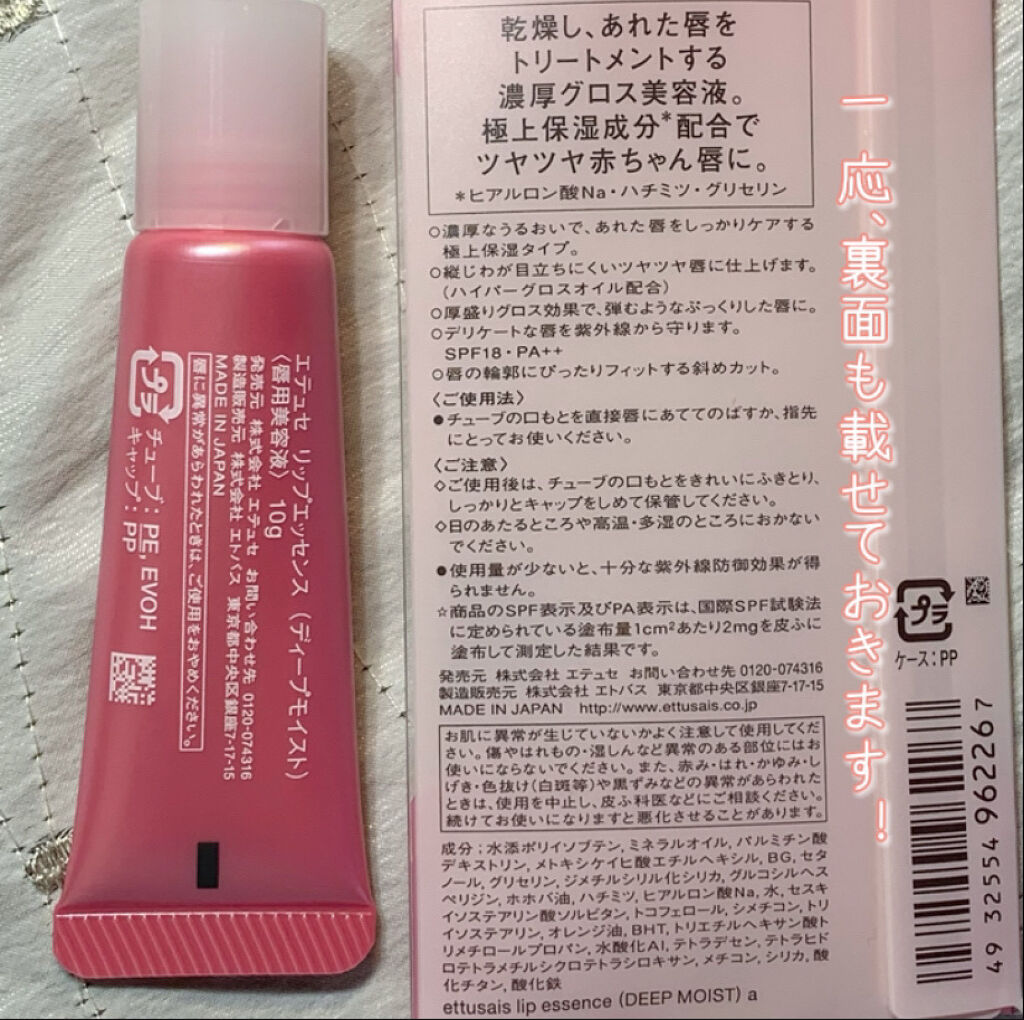 乾燥し、あれた唇を
トリートメントする
濃厚グロス美容液。
極上保湿成分*配合で
ツヤツヤ赤ちゃん唇に。
*ヒアルロン酸Na・ハチミツ・グリセリン
○濃厚なうるおいで、あれた唇をしっかりケアする
極上保湿タイプ。
○縦じわが目立ちにくいツヤツヤ唇に仕上げます。
(ハイパーグロスオイル配合)
○厚盛りグロス効果で、弾むようなぷっくりした唇に。
○デリケートな唇を紫外線から守ります。
SPF18・PA++
○唇の輪郭にぴったりフィットする斜めカット。
〈ご使用法〉
●チューブの口もとを直接唇にあててのばすか、指先
にとってお使いください。
〈ご注意〉
◇ご使用後は、チューブの口もとをきれいにふきとり、
しっかりとキャップをしめて保管してください。
◇日のあたるところや高温・多湿のところにおかない
でください。
●使用量が少ないと、十分な紫外線防御効果が得
られません。
☆商品のSPF表示及びPA表示は、国際SPF試験法
に定められている塗布量1cm²あたり2mgを皮ふに
塗布して測定した結果です。
発売元 株式会社 エテュセ お問い合わせ先 0120-074316
製造販売元 株式会社 エトバス 東京都中央区銀座7-17-15
MADE IN JAPAN http://www.ettusais.co.jp
お肌に異常が生じていないかよく注意して使用してくだ
さい。傷やはれもの・湿しんなど異常のある部位にはお
使いにならないでください。また、赤み・はれ・かゆみ・し
げき・色抜け(白斑等)や黒ずみなどの異常があらわれた
ときは、使用を中止し、皮ふ科医などにご相談ください。
続けてお使いになりますと悪化させることがあります。
成分:水添ポリイソブテン, ミネラルオイル, パルミチン酸
デキストリン, メトキシケイヒ酸エチルヘキシル, BG, セタ
ノール, グリセリン, ジメチルシリル化シリカ, グルコシルヘス
ペリジン, ホホバ油, ハチミツ, ヒアルロン酸Na, 水, セスキ
イソステアリン酸ソルビタン, トコフェロール, シメチコン, トリ
イソステアリン, オレンジ油, BHT, トリエチルヘキサン酸ト
リメチロールプロパン, 水酸化Al, テトラデセン, テトラヒド
ロテトラメチルシクロテトラシロキサン, メチコン, シリカ, 酸
化チタン, 酸化鉄
ettusais lip essence (DEEP MOIST) a
一応、裏面も載せておきます!
プラ
ケース:PP
4932554962267
エテュセ リップエッセンス (ディープモイスト)
〈唇用美容液〉 10g
発売元 株式会社 エテュセ お問い合わせ先 0120-074316
製造販売元 株式会社 エトバス 東京都中央区銀座7-17-15
MADE IN JAPAN
唇に異常があらわれたときは、ご使用をおやめください。
プラ
チューブ:PE, EVOH
キャップ:PP